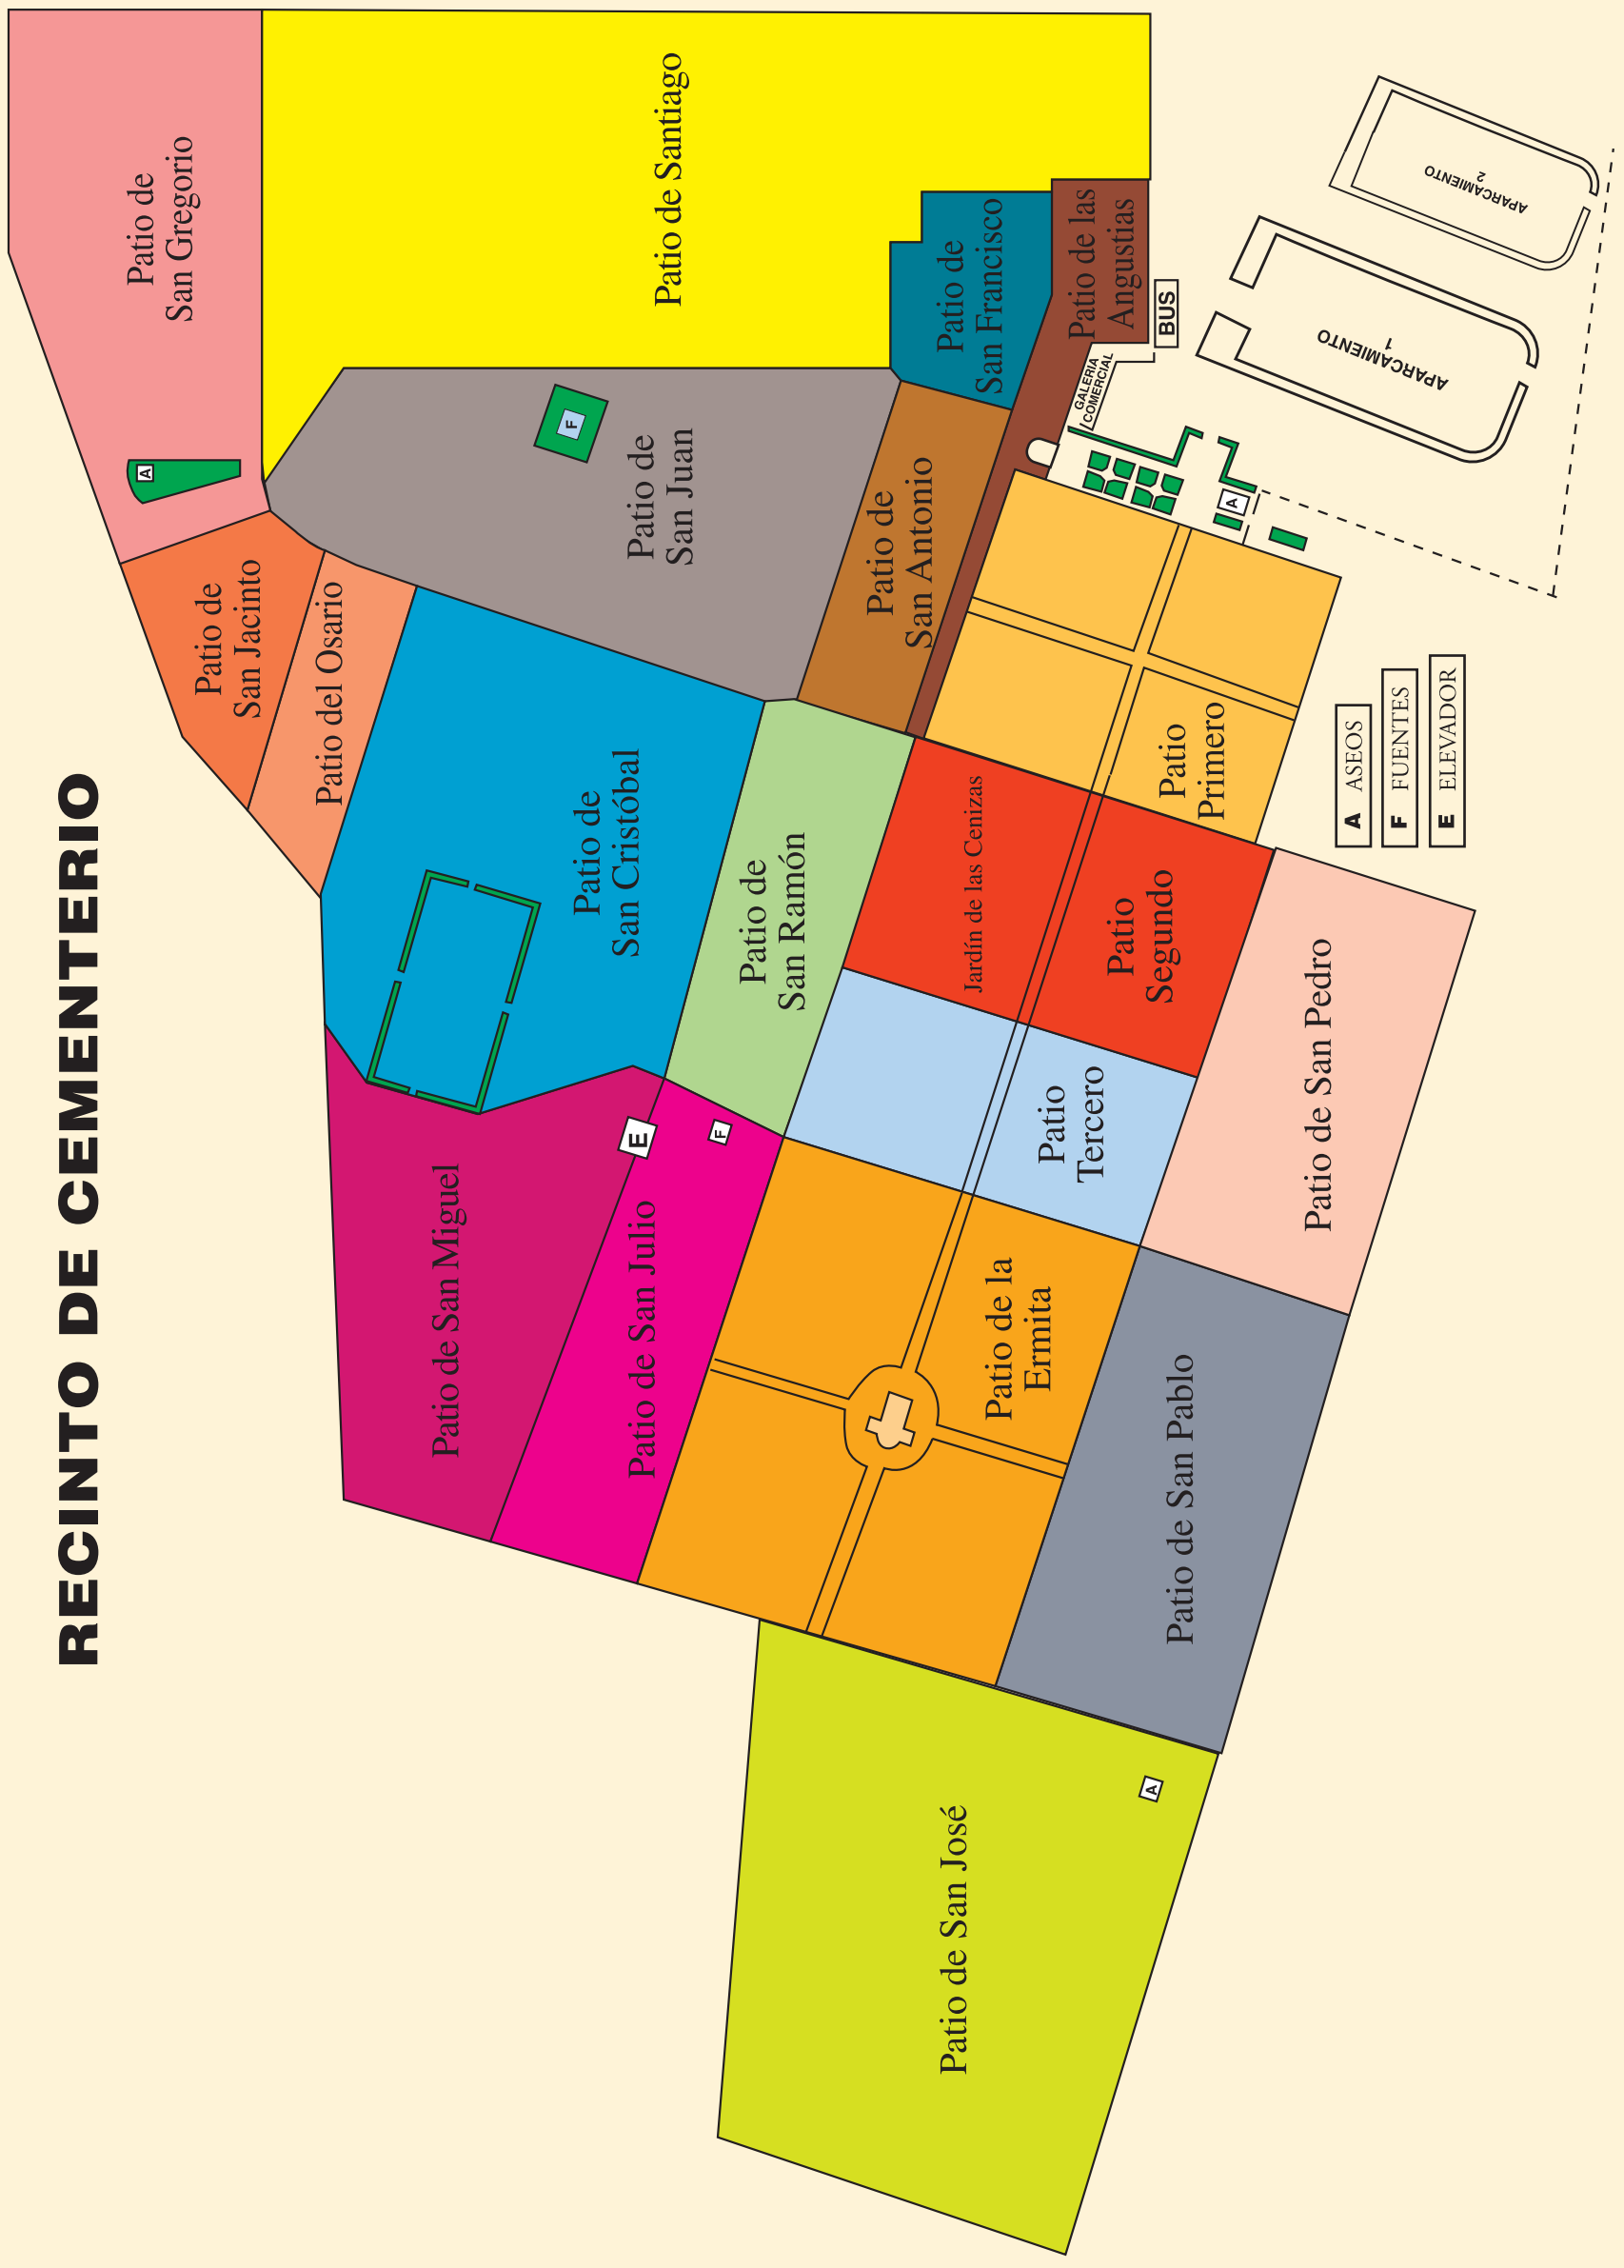 RECINTO DE CEMENTERIO
Patio de
San Gregorio
A
Patio de Santiago
Patio de
San Jacinto
Patio del Osario
Patio de
San Juan
F
Patio de
San Francisco
Patio de las
Angustias
BUS
GALERIA
COMERCIAL
APARCAMIENTO
1
APARCAMIENTO
2
Patio de
San Antonio
A
Patio de
San Cristóbal
Patio de
San Ramón
Jardín de las Cenizas
Patio
Primero
Patio
Segundo
Patio
Tercero
Patio de San Pedro
Patio de San Miguel
E
F
Patio de San Julio
Patio de la
Ermita
Patio de San Pablo
Patio de San José
A
A ASEOS
F FUENTES
E ELEVADOR